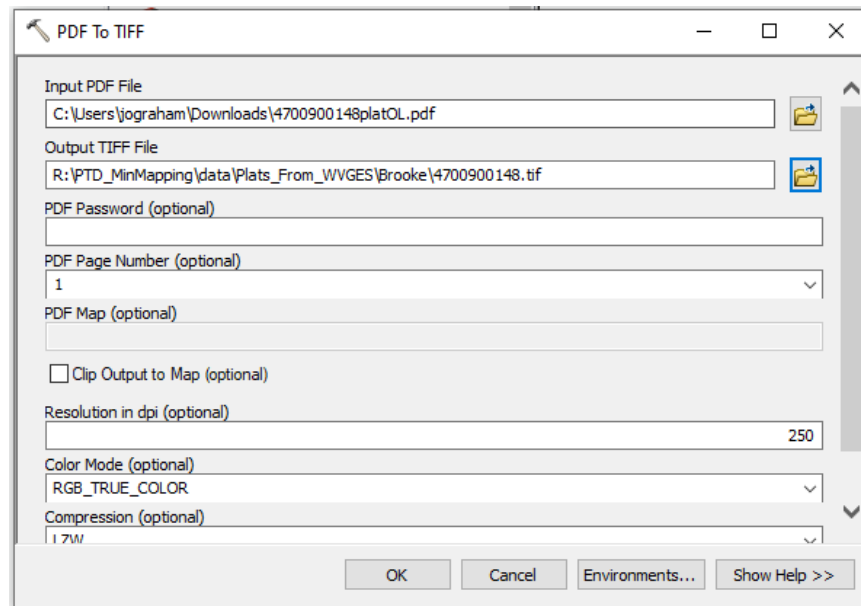 PDF To TIFF
Input PDF File
C:\Users\jograham\Downloads\4700900148platOL.pdf
Output TIFF File
R:\PTD_MinMapping\data\Plats_From_WVGES\Brooke\4700900148.tif
PDF Password (optional)
PDF Page Number (optional)
1
PDF Map (optional)
Clip Output to Map (optional)
Resolution in dpi (optional)
250
Color Mode (optional)
RGB_TRUE_COLOR
Compression (optional)
LZW
OK Cancel Environments... Show Help >>